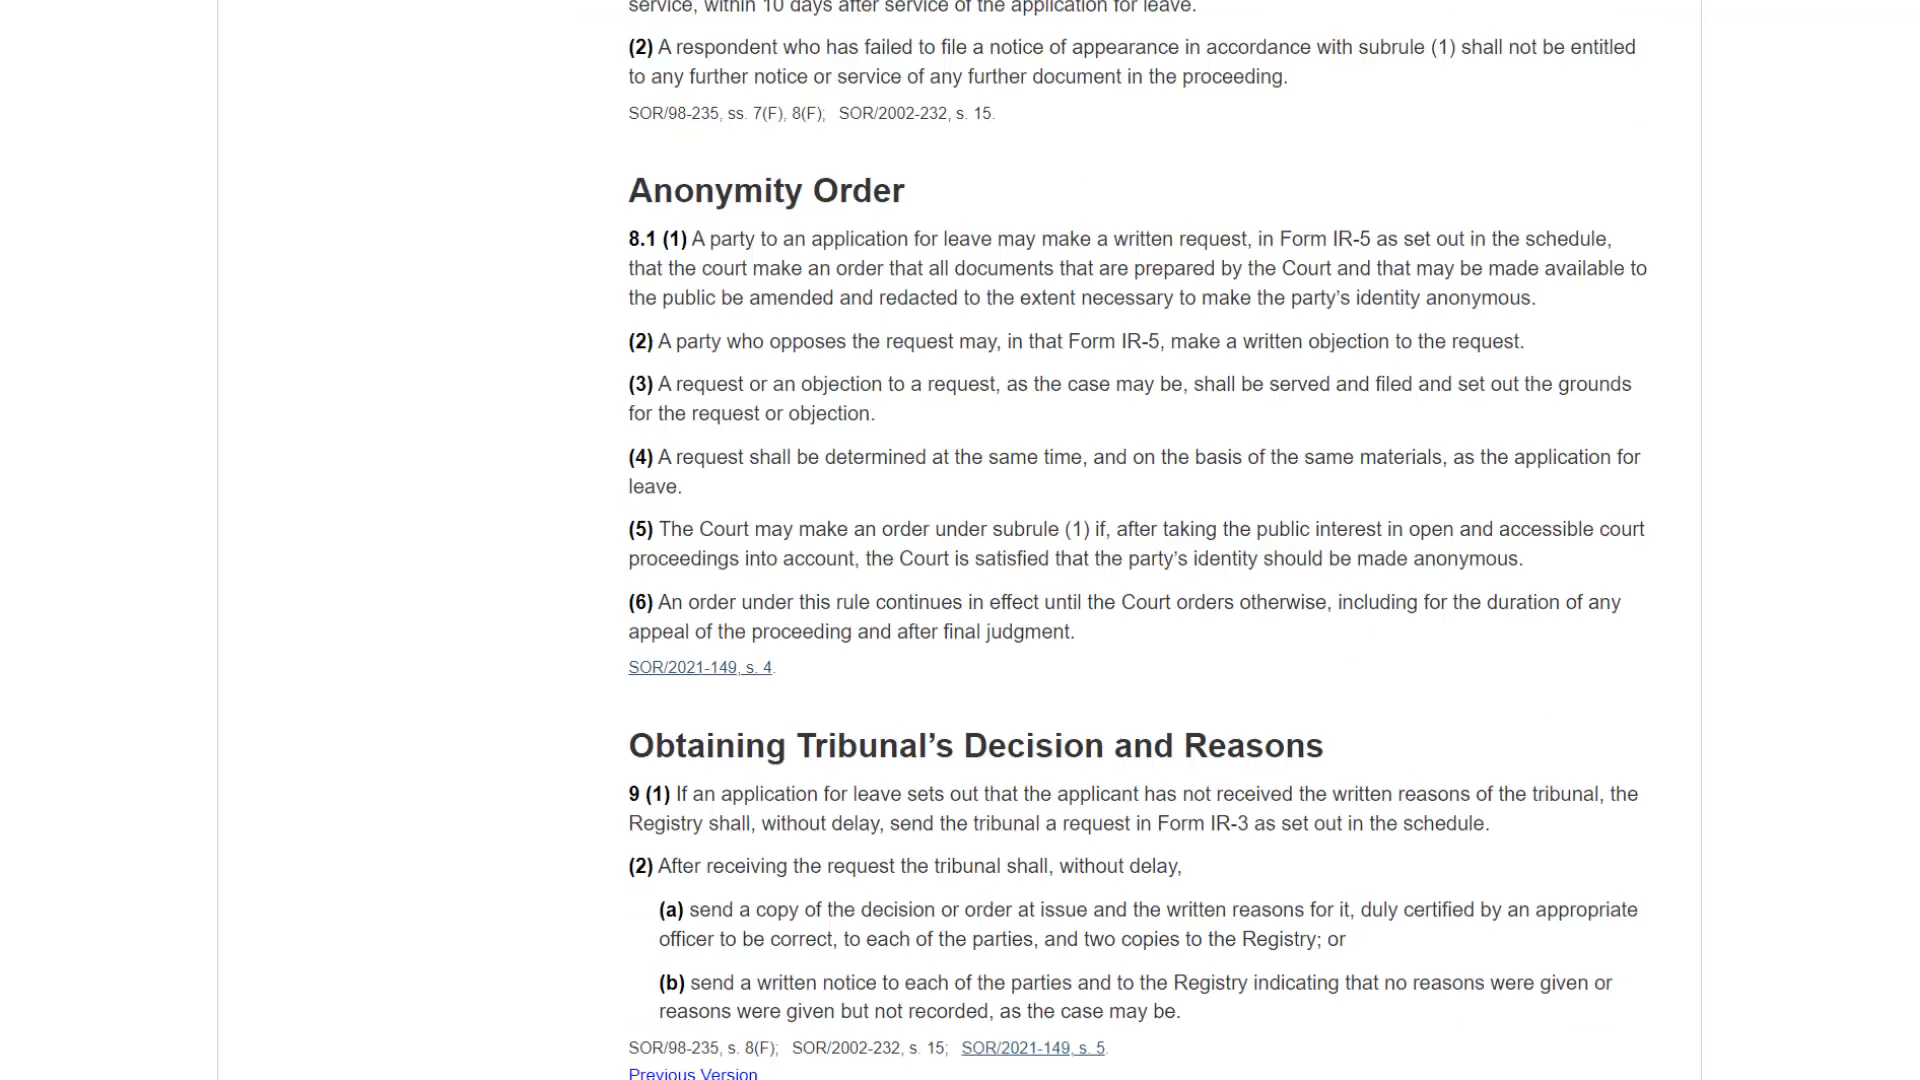 service, within 10 days after service of the application for leave.
(2) A respondent who has failed to file a notice of appearance in accordance with subrule (1) shall not be entitled
to any further notice or service of any further document in the proceeding.
SOR/98-235, ss. 7(F), 8(F); SOR/2002-232, s. 15.
Anonymity Order
8.1 (1) A party to an application for leave may make a written request, in Form IR-5 as set out in the schedule,
that the court make an order that all documents that are prepared by the Court and that may be made available to
the public be amended and redacted to the extent necessary to make the party’s identity anonymous.
(2) A party who opposes the request may, in that Form IR-5, make a written objection to the request.
(3) A request or an objection to a request, as the case may be, shall be served and filed and set out the grounds
for the request or objection.
(4) A request shall be determined at the same time, and on the basis of the same materials, as the application for
leave.
(5) The Court may make an order under subrule (1) if, after taking the public interest in open and accessible court
proceedings into account, the Court is satisfied that the party’s identity should be made anonymous.
(6) An order under this rule continues in effect until the Court orders otherwise, including for the duration of any
appeal of the proceeding and after final judgment.
SOR/2021-149, s. 4.
Obtaining Tribunal’s Decision and Reasons
9 (1) If an application for leave sets out that the applicant has not received the written reasons of the tribunal, the
Registry shall, without delay, send the tribunal a request in Form IR-3 as set out in the schedule.
(2) After receiving the request the tribunal shall, without delay,
(a) send a copy of the decision or order at issue and the written reasons for it, duly certified by an appropriate
officer to be correct, to each of the parties, and two copies to the Registry; or
(b) send a written notice to each of the parties and to the Registry indicating that no reasons were given or
reasons were given but not recorded, as the case may be.
SOR/98-235, s. 8(F); SOR/2002-232, s. 15; SOR/2021-149, s. 5.
Previous Version